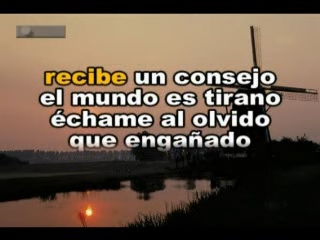 recibe un consejo
el mundo es tirano
échame al olvido
que engañado